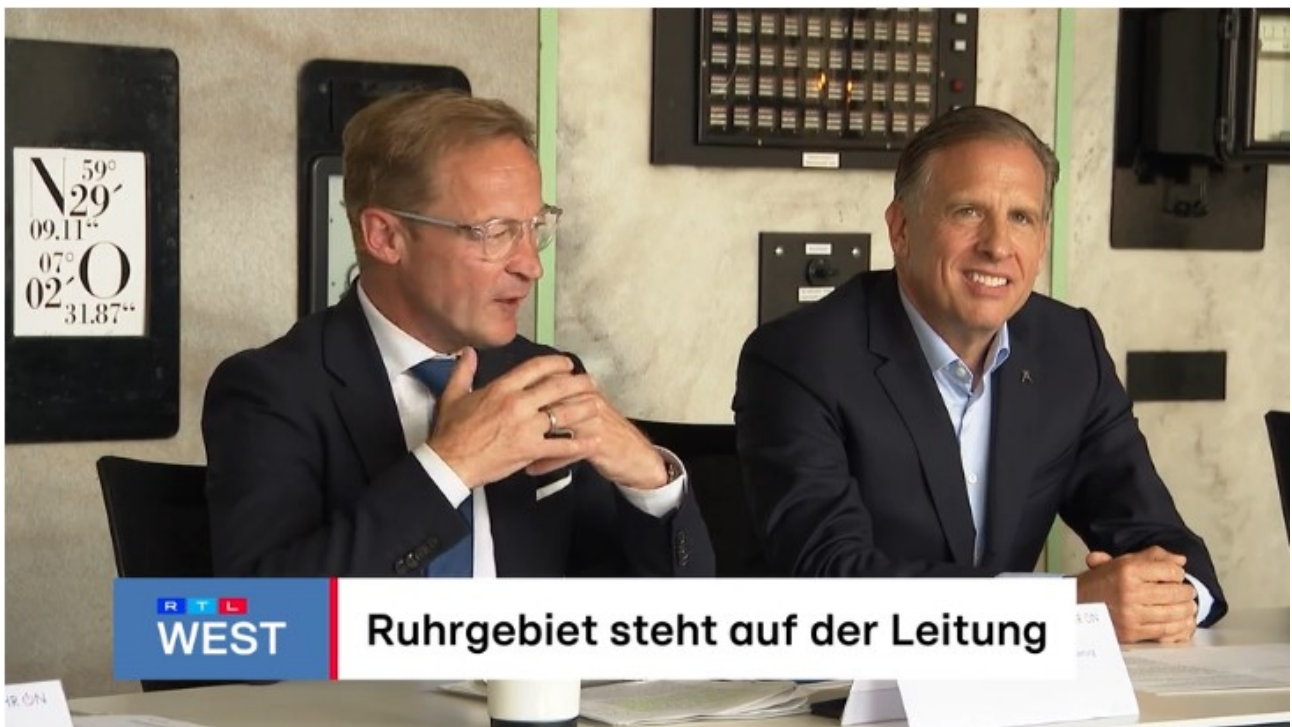 N 59°
29´
09.11“
07° O
02´
31.87“
RTL
WEST
Ruhrgebiet steht auf der Leitung